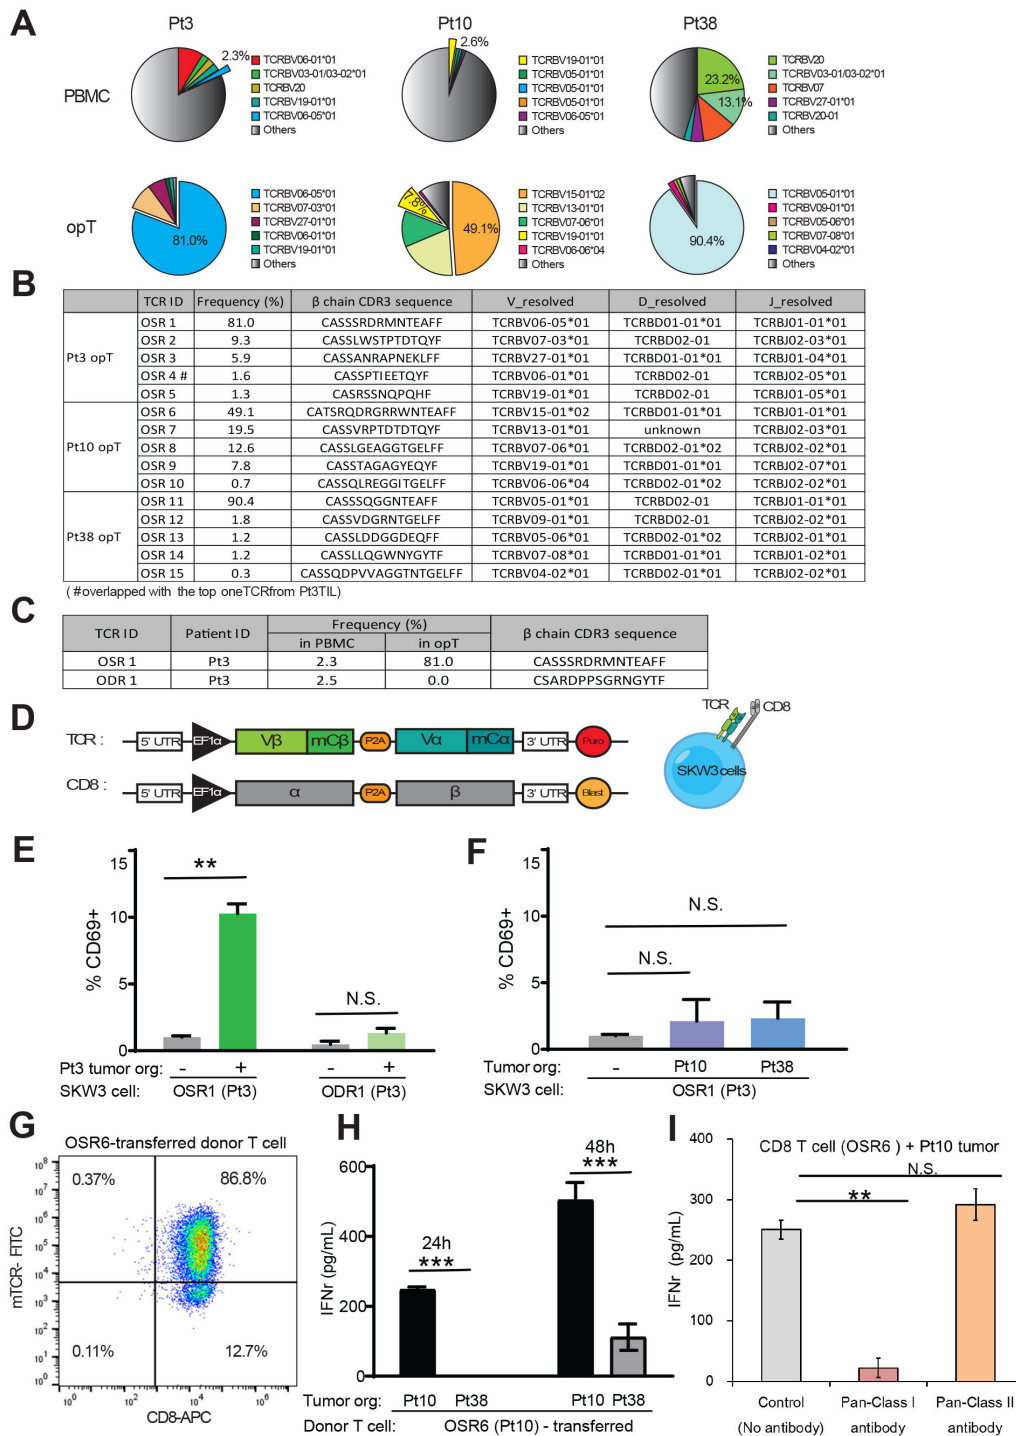 A
Pt3 Pt10 Pt38
PBMC
2.3%
TCRBV06-01*01
TCRBV03-01/03-02*01
TCRBV20
TCRBV19-01*01
TCRBV06-05*01
Others
2.6%
TCRBV19-01*01
TCRBV05-01*01
TCRBV05-01*01
TCRBV05-01*01
TCRBV06-05*01
Others
23.2%
13.1%
TCRBV20
TCRBV03-01/03-02*01
TCRBV07
TCRBV27-01*01
TCRBV20-01
Others
opT
81.0%
TCRBV06-05*01
TCRBV07-03*01
TCRBV27-01*01
TCRBV06-01*01
TCRBV19-01*01
Others
7.8%
49.1%
TCRBV15-01*02
TCRBV13-01*01
TCRBV07-06*01
TCRBV19-01*01
TCRBV06-06*04
Others
90.4%
TCRBV05-01*01
TCRBV09-01*01
TCRBV05-06*01
TCRBV07-08*01
TCRBV04-02*01
Others
B
TCR ID Frequency (%) β chain CDR3 sequence V_resolved D_resolved J_resolved
Pt3 opT
OSR 1 81.0 CASSSRDRMNTEAFF TCRBV06-05*01 TCRBD01-01*01 TCRBJ01-01*01
OSR 2 9.3 CASSLWSTPTDTQYF TCRBV07-03*01 TCRBD02-01 TCRBJ02-03*01
OSR 3 5.9 CASSANRAPNEKLFF TCRBV27-01*01 TCRBD01-01*01 TCRBJ01-04*01
OSR 4 # 1.6 CASSPTIEETQYF TCRBV06-01*01 TCRBD02-01 TCRBJ02-05*01
OSR 5 1.3 CASRSSNQPQHF TCRBV19-01*01 TCRBD02-01 TCRBJ01-05*01
Pt10 opT
OSR 6 49.1 CATSRQDRGRRWNTEAFF TCRBV15-01*02 TCRBD01-01*01 TCRBJ01-01*01
OSR 7 19.5 CASSVRPTDTDTQYF TCRBV13-01*01 unknown TCRBJ02-03*01
OSR 8 12.6 CASSLGEAGGTGELFF TCRBV07-06*01 TCRBD02-01*02 TCRBJ02-02*01
OSR 9 7.8 CASSTAGAGYEQYF TCRBV19-01*01 TCRBD01-01*01 TCRBJ02-07*01
OSR 10 0.7 CASSQLREGGITGELFF TCRBV06-06*04 TCRBD02-01*02 TCRBJ02-02*01
Pt38 opT
OSR 11 90.4 CASSSQGGNTEAFF TCRBV05-01*01 TCRBD02-01 TCRBJ01-01*01
OSR 12 1.8 CASSVDGRNTGELFF TCRBV09-01*01 TCRBD02-01 TCRBJ02-02*01
OSR 13 1.2 CASSLDDGGDEQFF TCRBV05-06*01 TCRBD02-01*02 TCRBJ02-01*01
OSR 14 1.2 CASSLLQGWNYGYTF TCRBV07-08*01 TCRBD01-01*01 TCRBJ01-02*01
OSR 15 0.3 CASSQDPVVAGGTNTGELFF TCRBV04-02*01 TCRBD02-01*01 TCRBJ02-02*01
( #overlapped with the top oneTCRfrom Pt3TIL)
C
TCR ID Patient ID Frequency (%) β chain CDR3 sequence
in PBMC in opT
OSR 1 Pt3 2.3 81.0 CASSSRDRMNTEAFF
ODR 1 Pt3 2.5 0.0 CSARDPPSGRNGYTF
D
TCR : 5' UTR EF1α Vβ mCβ P2A Vα mCα 3' UTR Puro
CD8 : 5' UTR EF1α α P2A β 3' UTR Blast
TCR CD8
SKW3 cells
E
% CD69+
15
10
5
0
**
N.S.
Pt3 tumor org: - + - +
SKW3 cell: OSR1 (Pt3) ODR1 (Pt3)
F
% CD69+
15
10
5
0
N.S.
N.S.
Tumor org: - Pt10 Pt38
SKW3 cell: OSR1 (Pt3)
G
OSR6-transferred donor T cell
mTCR- FITC
10⁸
10⁷
10⁶
10⁵
10⁴
10³
10²
10¹
10⁰
0.37% 86.8%
0.11% 12.7%
10⁰ 10² 10⁴ 10⁶
CD8-APC
H
IFNr (pg/mL)
600
400
200
0
24h
***
48h
***
Tumor org: Pt10 Pt38 Pt10 Pt38
Donor T cell: OSR6 (Pt10) - transferred
I
CD8 T cell (OSR6 ) + Pt10 tumor
IFNr (pg/mL)
400
300
200
100
0
N.S.
**
Control Pan-Class I Pan-Class II
(No antibody) antibody antibody